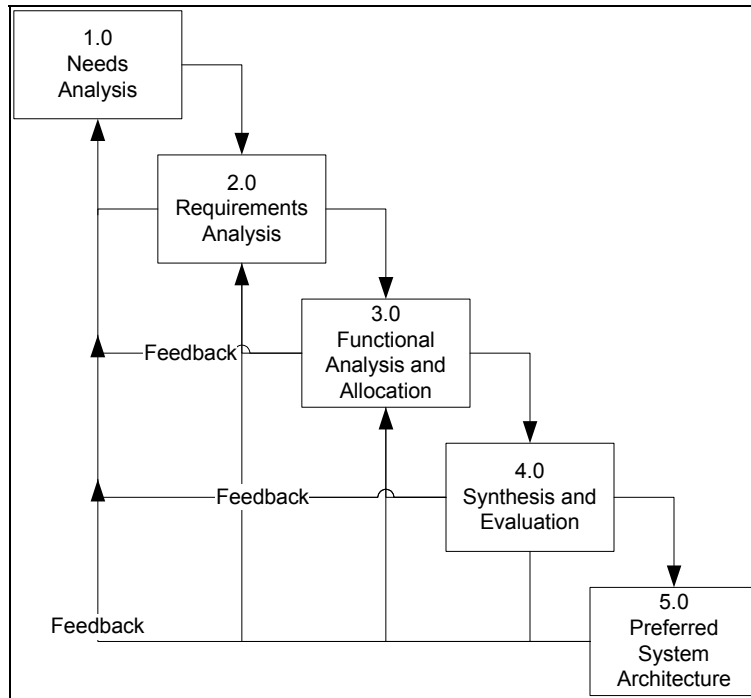 1.0
Needs
Analysis
2.0
Requirements
Analysis
3.0
Functional
Analysis and
Allocation
Feedback
4.0
Synthesis and
Evaluation
Feedback
5.0
Preferred
System
Architecture
Feedback